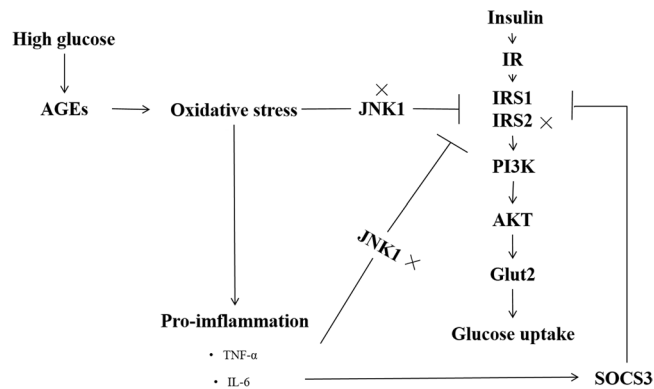 Insulin
High glucose
IR
AGEs
Oxidative stress
JNK1
IRS1
IRS2
PI3K
AKT
JNK1
Glut2
Pro-imflammation
Glucose uptake
• TNF-α
• IL-6
SOCS3